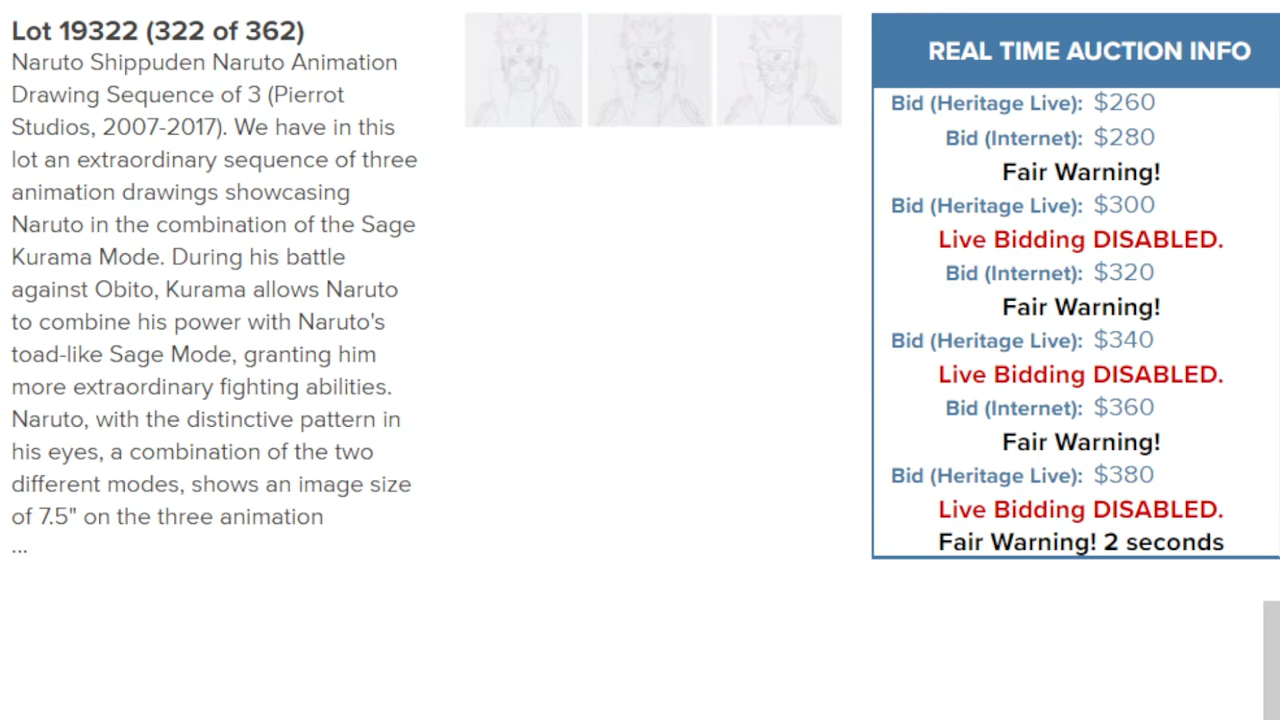 Lot 19322 (322 of 362)
Naruto Shippuden Naruto Animation
Drawing Sequence of 3 (Pierrot
Studios, 2007-2017). We have in this
lot an extraordinary sequence of three
animation drawings showcasing
Naruto in the combination of the Sage
Kurama Mode. During his battle
against Obito, Kurama allows Naruto
to combine his power with Naruto's
toad-like Sage Mode, granting him
more extraordinary fighting abilities.
Naruto, with the distinctive pattern in
his eyes, a combination of the two
different modes, shows an image size
of 7.5" on the three animation
...
REAL TIME AUCTION INFO
Bid (Heritage Live): $260
Bid (Internet): $280
Fair Warning!
Bid (Heritage Live): $300
Live Bidding DISABLED.
Bid (Internet): $320
Fair Warning!
Bid (Heritage Live): $340
Live Bidding DISABLED.
Bid (Internet): $360
Fair Warning!
Bid (Heritage Live): $380
Live Bidding DISABLED.
Fair Warning! 2 seconds